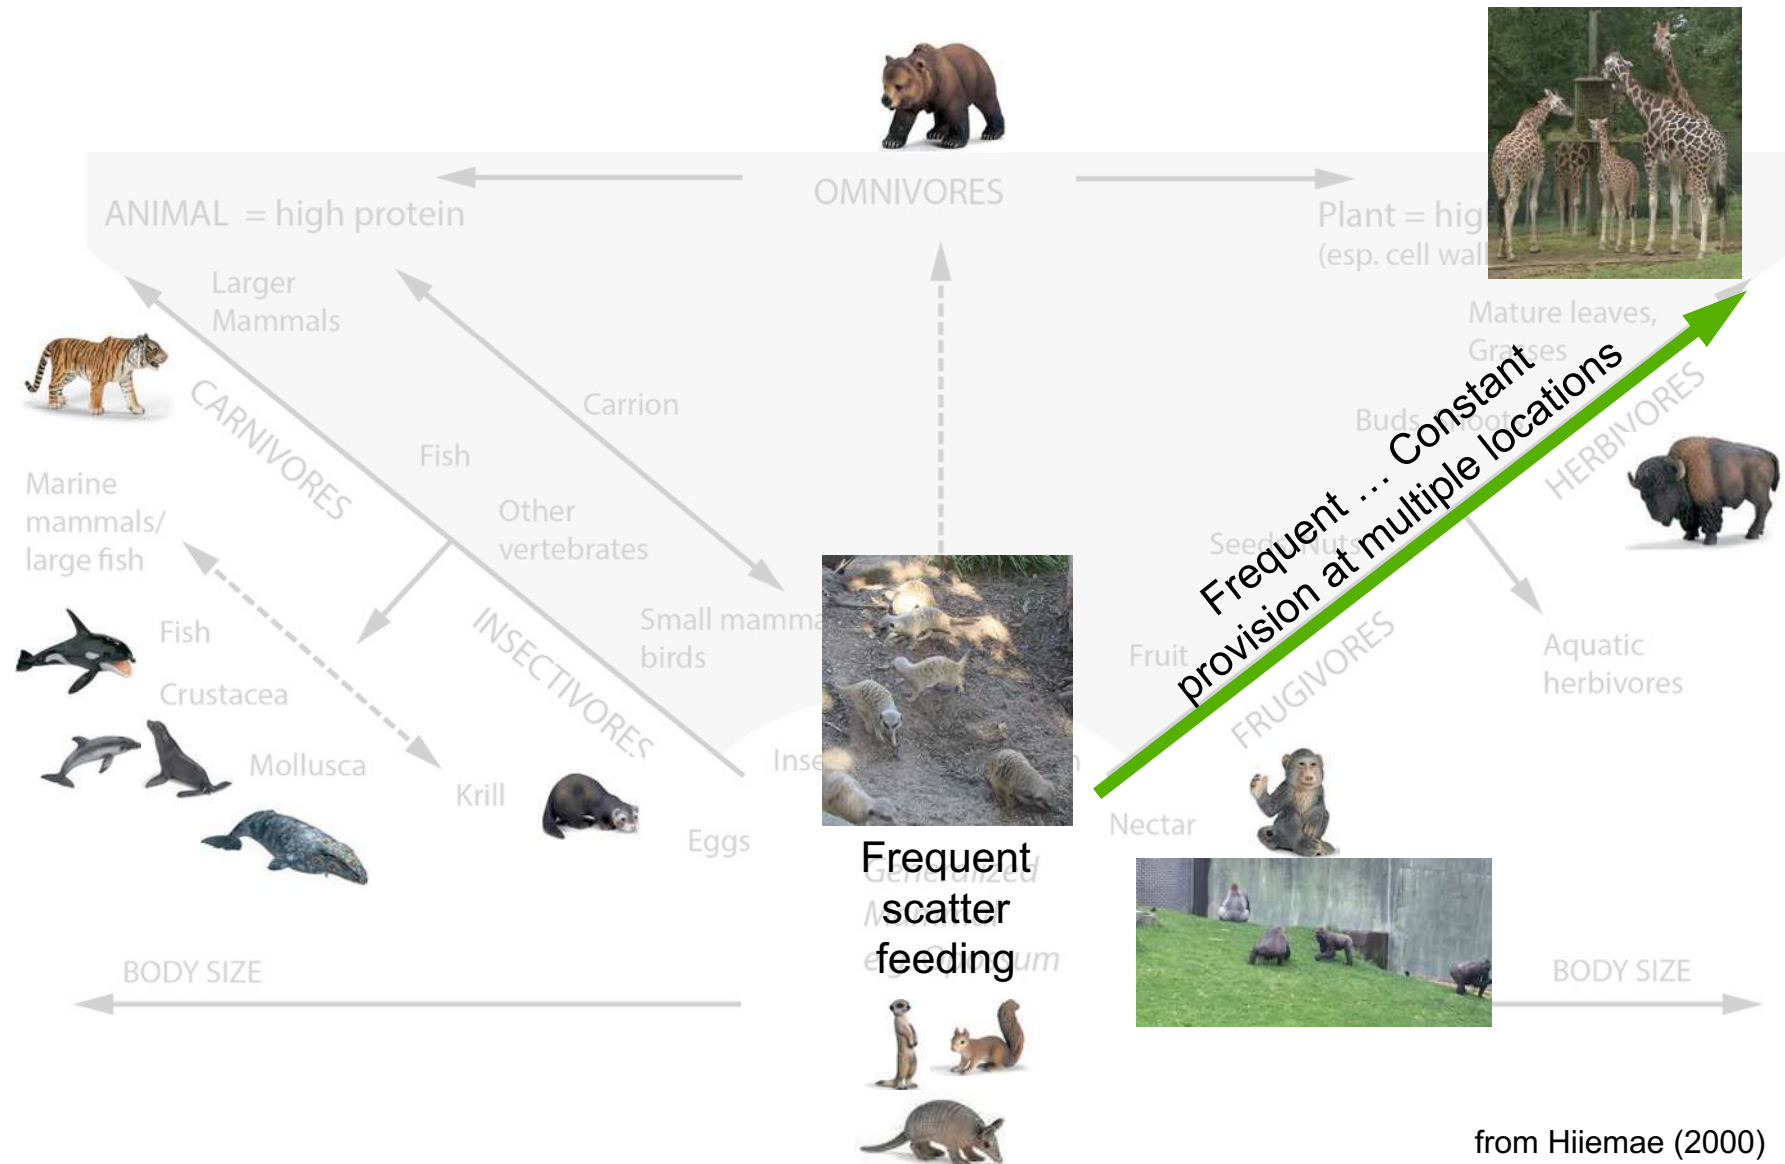 OMNIVORES
ANIMAL = high protein
Plant = hig
(esp. cell wall
Larger
Mammals
Mature leaves,
Grasses
CARNIVORES
Carrion
Buds
HERBIVORES
Fish
Frequent ... Constant
provision at multiple locations
Marine
mammals/
large fish
Other
vertebrates
INSECTIVORES
Small mamma
birds
Fruit
FRUGIVORES
Aquatic
herbivores
Fish
Crustacea
Mollusca
Krill
Eggs
Inse
Nectar
Frequent
scatter
feeding
Generalized
BODY SIZE
BODY SIZE
from Hiiemae (2000)